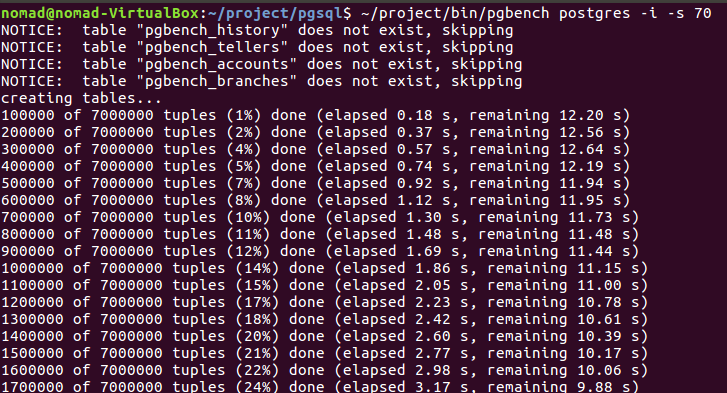 nomad@nomad-VirtualBox:~/project/pgsql$ ~/project/bin/pgbench postgres -i -s 70
NOTICE:  table "pgbench_history" does not exist, skipping
NOTICE:  table "pgbench_tellers" does not exist, skipping
NOTICE:  table "pgbench_accounts" does not exist, skipping
NOTICE:  table "pgbench_branches" does not exist, skipping
creating tables...
100000 of 7000000 tuples (1%) done (elapsed 0.18 s, remaining 12.20 s)
200000 of 7000000 tuples (2%) done (elapsed 0.37 s, remaining 12.56 s)
300000 of 7000000 tuples (4%) done (elapsed 0.57 s, remaining 12.64 s)
400000 of 7000000 tuples (5%) done (elapsed 0.74 s, remaining 12.19 s)
500000 of 7000000 tuples (7%) done (elapsed 0.92 s, remaining 11.94 s)
600000 of 7000000 tuples (8%) done (elapsed 1.12 s, remaining 11.95 s)
700000 of 7000000 tuples (10%) done (elapsed 1.30 s, remaining 11.73 s)
800000 of 7000000 tuples (11%) done (elapsed 1.48 s, remaining 11.48 s)
900000 of 7000000 tuples (12%) done (elapsed 1.69 s, remaining 11.44 s)
1000000 of 7000000 tuples (14%) done (elapsed 1.86 s, remaining 11.15 s)
1100000 of 7000000 tuples (15%) done (elapsed 2.05 s, remaining 11.00 s)
1200000 of 7000000 tuples (17%) done (elapsed 2.23 s, remaining 10.78 s)
1300000 of 7000000 tuples (18%) done (elapsed 2.42 s, remaining 10.61 s)
1400000 of 7000000 tuples (20%) done (elapsed 2.60 s, remaining 10.39 s)
1500000 of 7000000 tuples (21%) done (elapsed 2.77 s, remaining 10.17 s)
1600000 of 7000000 tuples (22%) done (elapsed 2.98 s, remaining 10.06 s)
1700000 of 7000000 tuples (24%) done (elapsed 3.17 s, remaining 9.88 s)